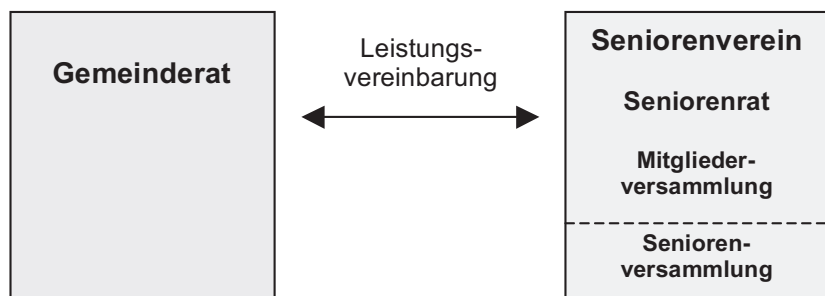 Gemeinderat
Leistungs-
vereinbarung
Seniorenverein
Seniorenrat
Mitglieder-
versammlung
Senioren-
versammlung